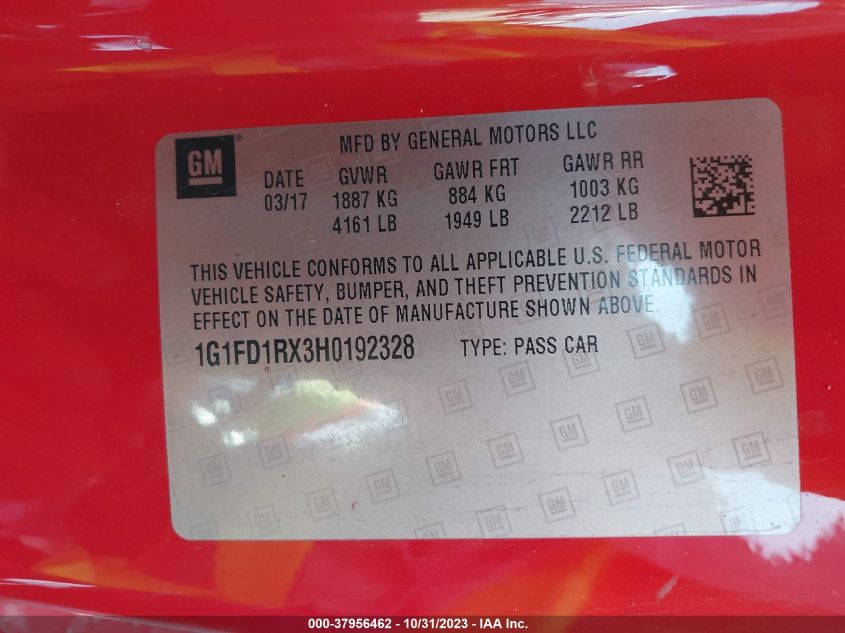 GM®
MFD BY GENERAL MOTORS LLC
DATE GVWR GAWR FRT GAWR RR
03/17 1887 KG 884 KG 1003 KG
4161 LB 1949 LB 2212 LB
THIS VEHICLE CONFORMS TO ALL APPLICABLE U.S. FEDERAL MOTOR
VEHICLE SAFETY, BUMPER, AND THEFT PREVENTION STANDARDS IN
EFFECT ON THE DATE OF MANUFACTURE SHOWN ABOVE.
1G1FD1RX3H0192328 TYPE: PASS CAR
000-37956462 - 10/31/2023 - IAA Inc.